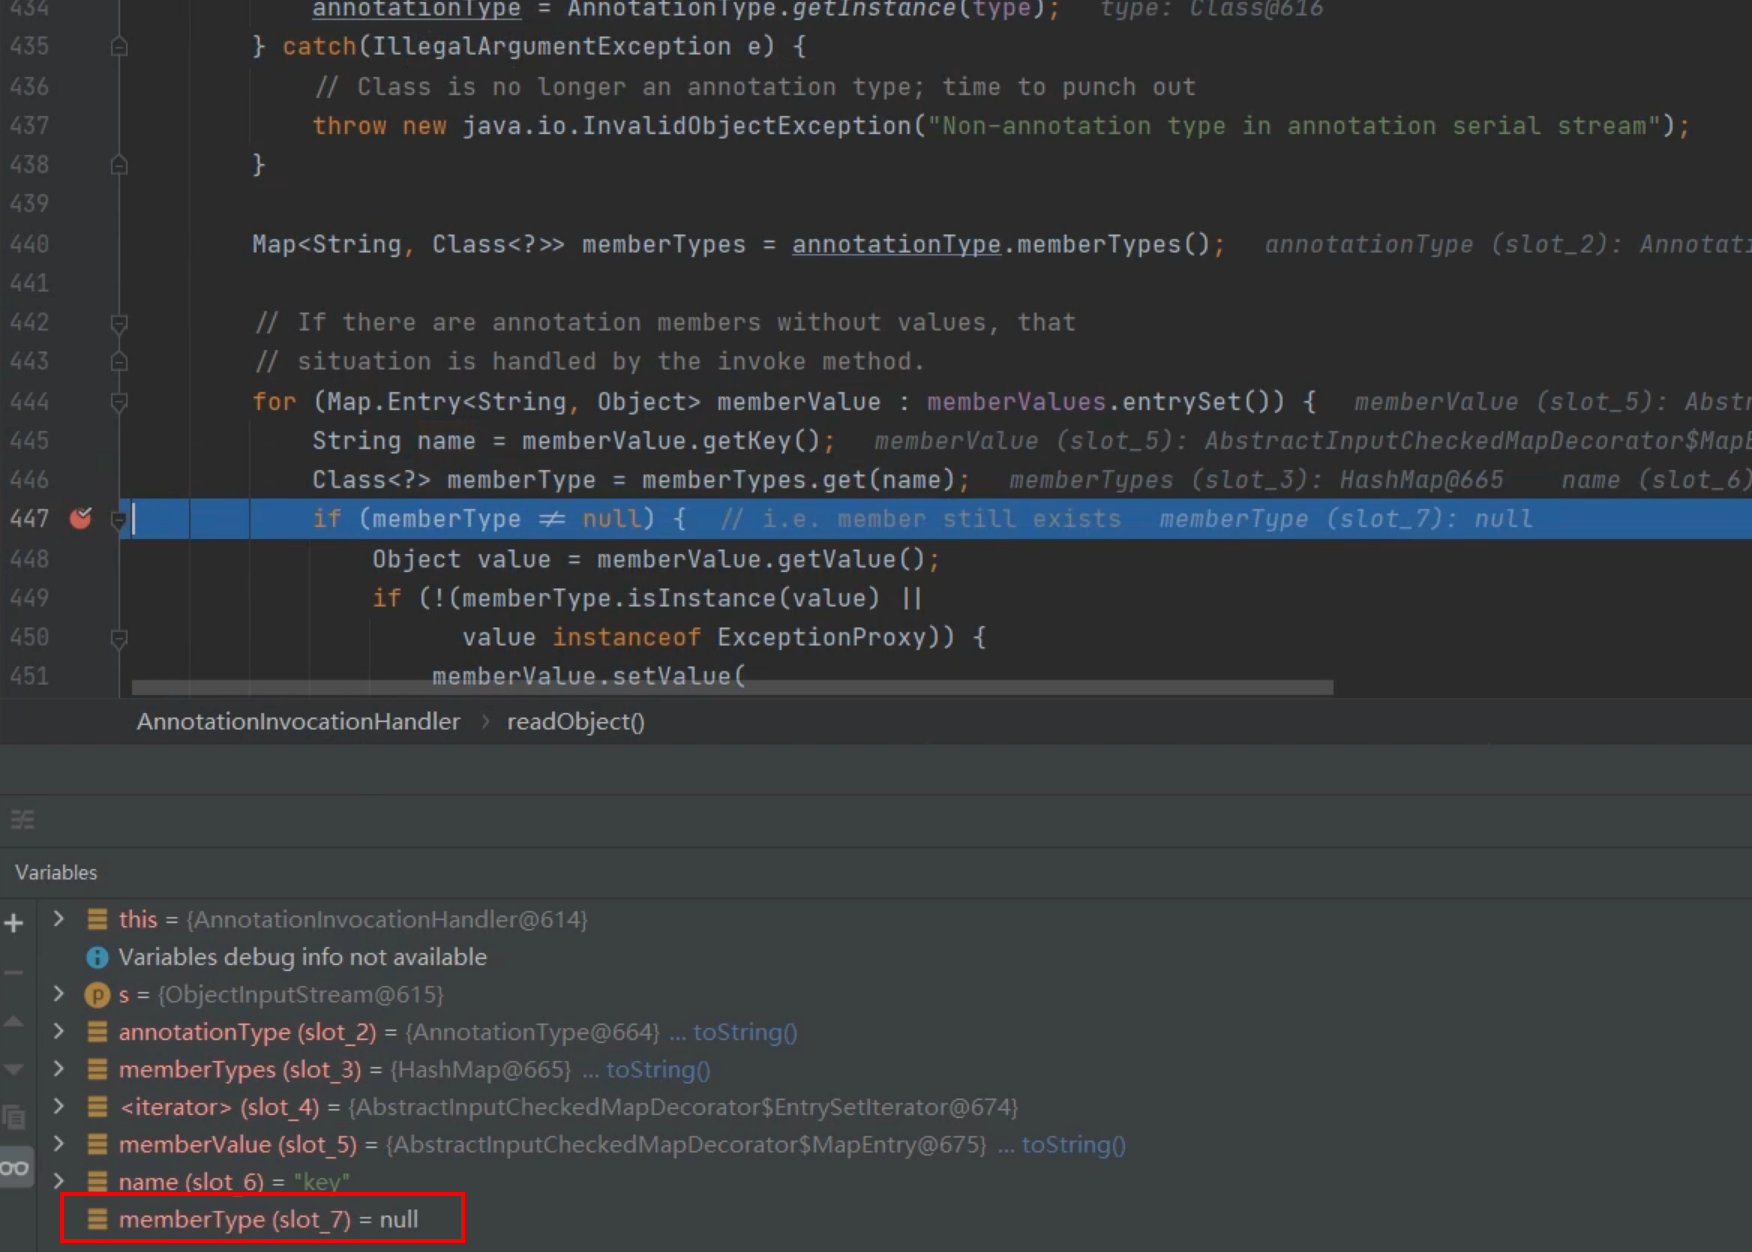 434 annotationType = AnnotationType.getInstance(type); type: Class@616
435 } catch(IllegalArgumentException e) {
436 // Class is no longer an annotation type; time to punch out
437 throw new java.io.InvalidObjectException("Non-annotation type in annotation serial stream");
438 }
439
440 Map<String, Class<?>> memberTypes = annotationType.memberTypes(); annotationType (slot_2): Annotati
441
442 // If there are annotation members without values, that
443 // situation is handled by the invoke method.
444 for (Map.Entry<String, Object> memberValue : memberValues.entrySet()) { memberValue (slot_5): Abstr
445 String name = memberValue.getKey(); memberValue (slot_5): AbstractInputCheckedMapDecorator$MapE
446 Class<?> memberType = memberTypes.get(name); memberTypes (slot_3): HashMap@665 name (slot_6)
447 if (memberType ≠ null) { // i.e. member still exists memberType (slot_7): null
448 Object value = memberValue.getValue();
449 if (!(memberType.isInstance(value) ||
450 value instanceof ExceptionProxy)) {
451 memberValue.setValue(
AnnotationInvocationHandler › readObject()
Variables
this = {AnnotationInvocationHandler@614}
Variables debug info not available
p s = {ObjectInputStream@615}
annotationType (slot_2) = {AnnotationType@664} ... toString()
memberTypes (slot_3) = {HashMap@665} ... toString()
<iterator> (slot_4) = {AbstractInputCheckedMapDecorator$EntrySetIterator@674}
memberValue (slot_5) = {AbstractInputCheckedMapDecorator$MapEntry@675} ... toString()
name (slot_6) = "key"
memberType (slot_7) = null